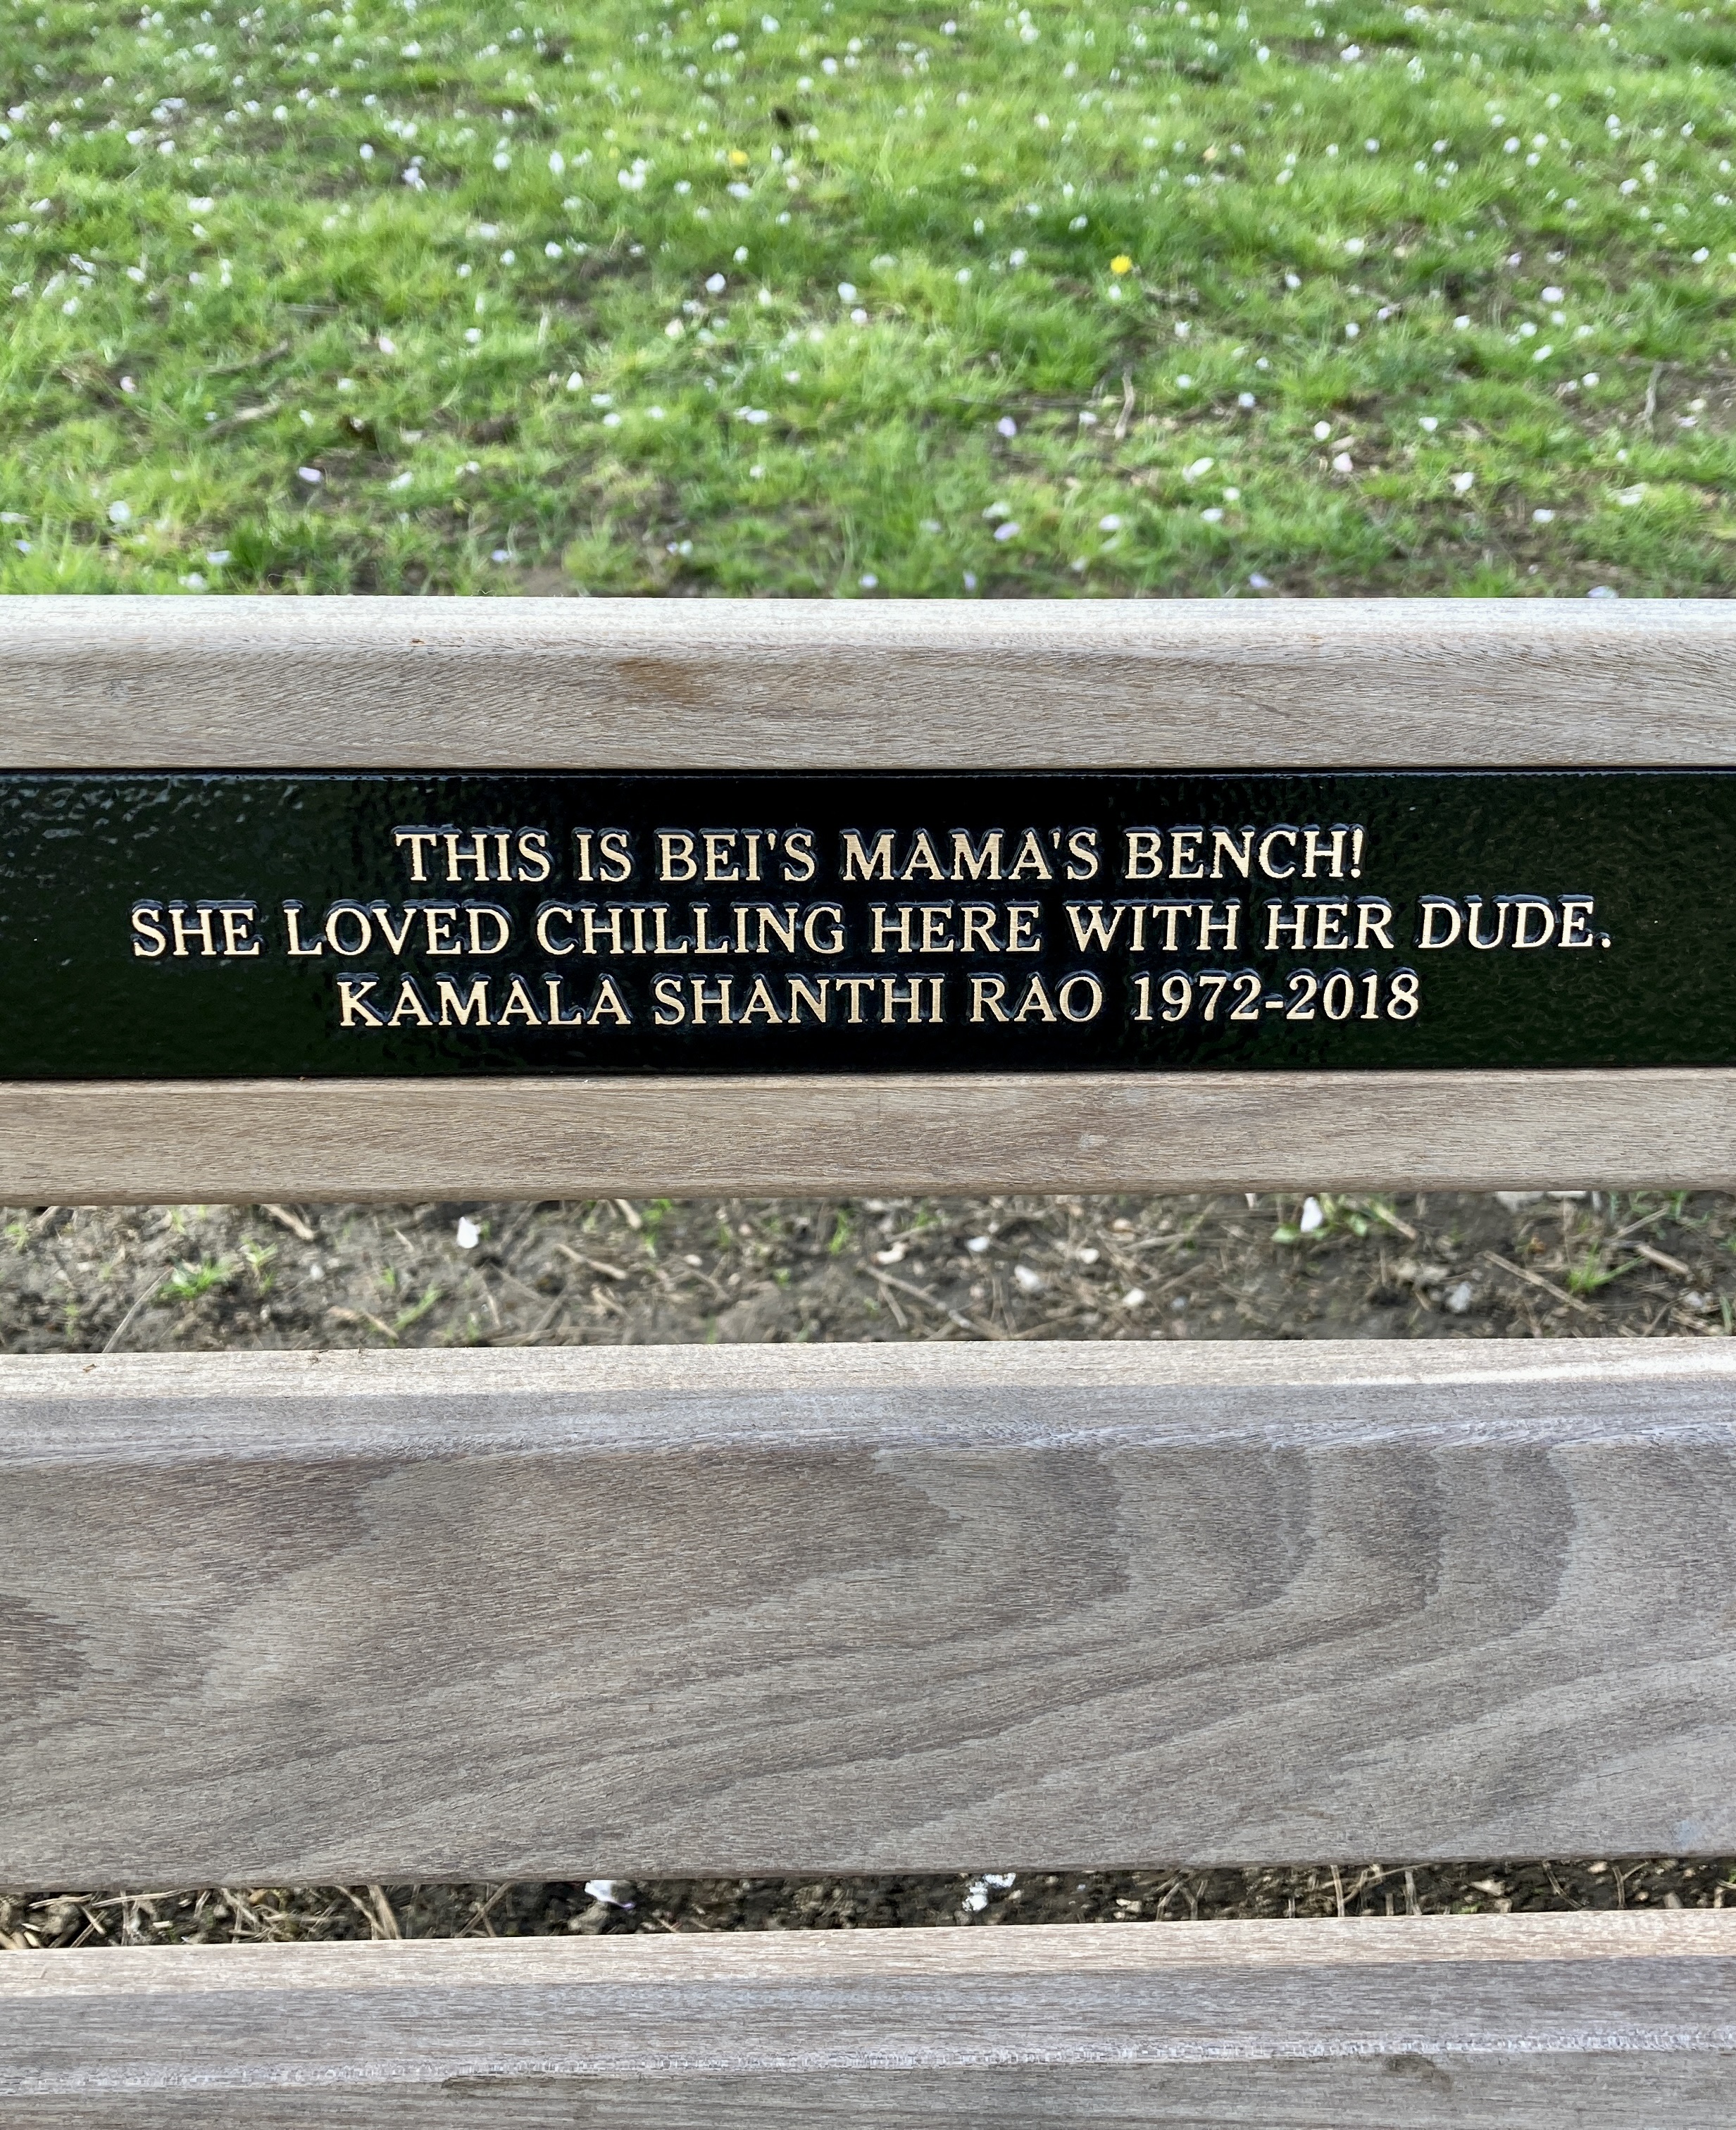 THIS IS BEI'S MAMA'S BENCH!
SHE LOVED CHILLING HERE WITH HER DUDE.
KAMALA SHANTHI RAO 1972-2018